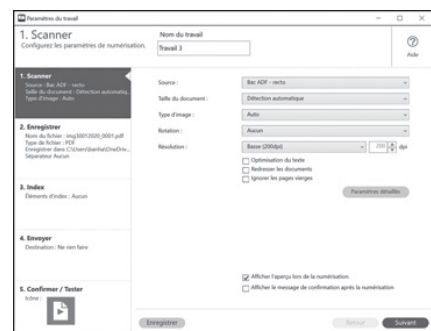 Paramètres du travail
1. Scanner
Configurez les paramètres de numérisation.
Nom du travail
Travail 3
Aide
1. Scanner
Source : Bac ADF - recto
Taille du document : Détection automatiq...
Type d'image : Auto
2. Enregistrer
Nom du fichier : img30012020_0001.pdf
Type de fichier : PDF
Enregistrer dans C:\Users\banha\OneDriv...
Séparateur Aucun
3. Index
Éléments d'index : Aucun
4. Envoyer
Destination : Ne rien faire
5. Confirmer / Tester
Icône :
Source :
Bac ADF - recto
Taille du document :
Détection automatique
Type d'image :
Auto
Rotation :
Aucun
Résolution :
Basse (200dpi)
200
dpi
Optimisation du texte
Redresser les documents
Ignorer les pages vierges
Paramètres détaillés
Afficher l'aperçu lors de la numérisation
Afficher le message de confirmation après la numérisation
Enregistrer
Retour
Suivant